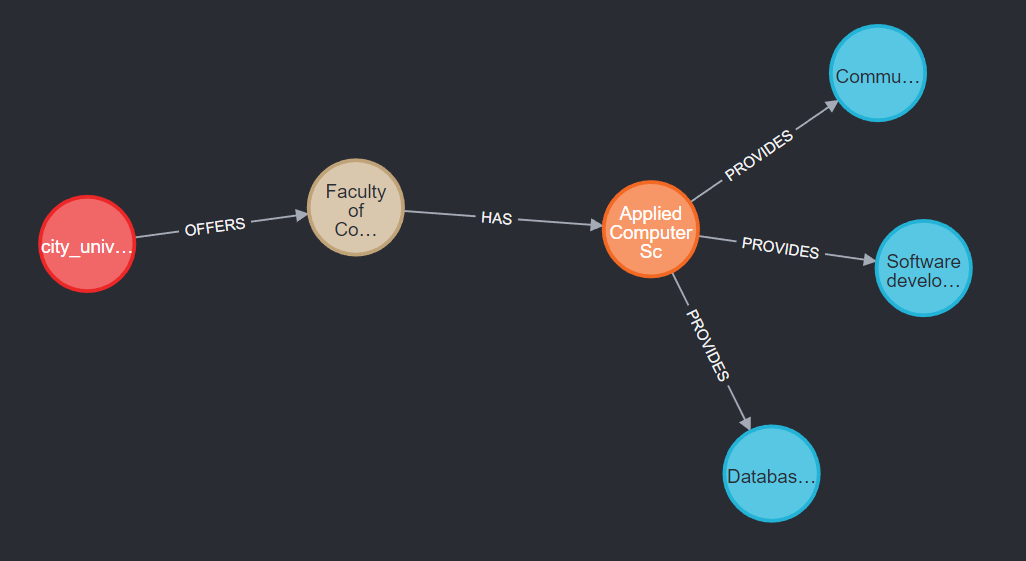 city_univ…
OFFERS
Faculty
of
Co…
HAS
Applied
Computer
Sc
PROVIDES
Commu…
PROVIDES
Software
develo…
PROVIDES
Databas…